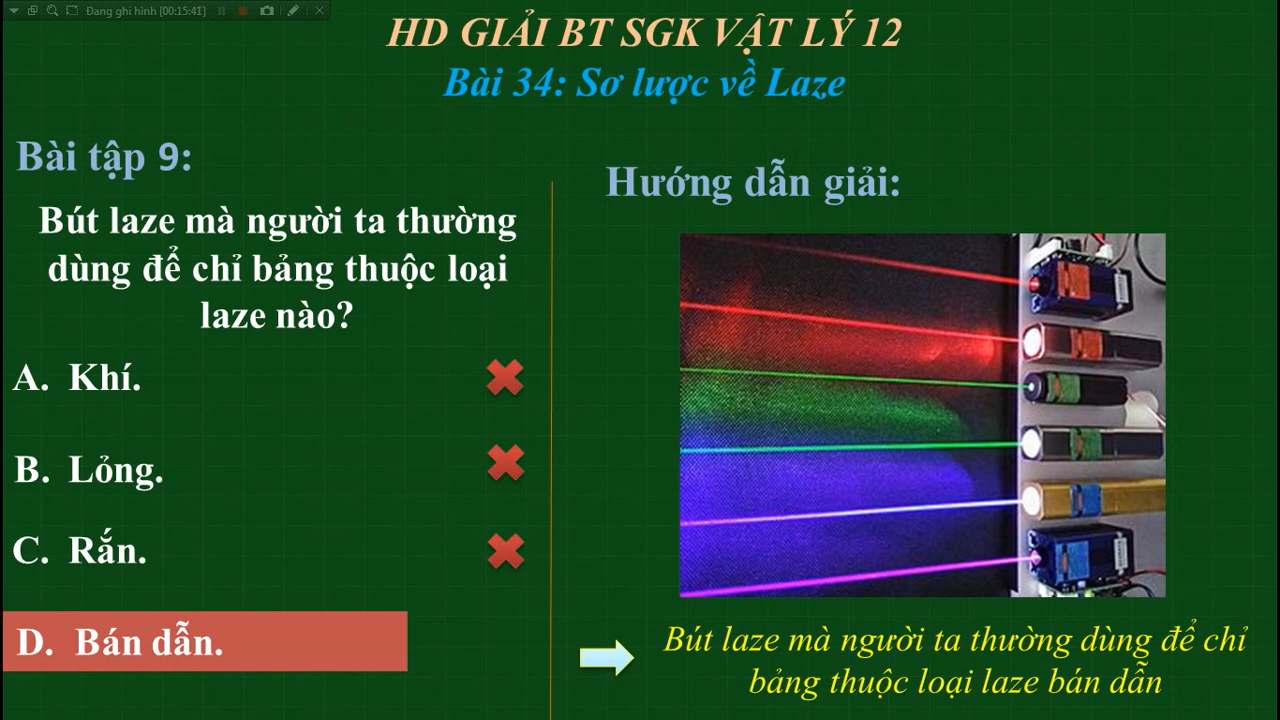 Đang ghi hình [00:15:41]
HD GIẢI BT SGK VẬT LÝ 12
Bài 34: Sơ lược về Laze
Bài tập 9:
Bút laze mà người ta thường
dùng để chỉ bảng thuộc loại
laze nào?
A. Khí.
B. Lỏng.
C. Rắn.
D. Bán dẫn.
Hướng dẫn giải:
Bút laze mà người ta thường dùng để chỉ
bảng thuộc loại laze bán dẫn